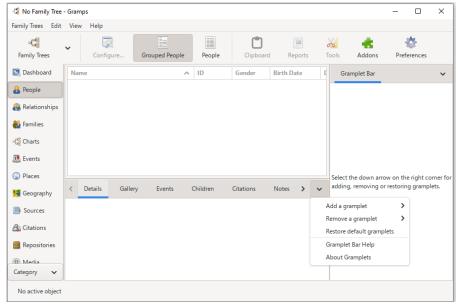 No Family Tree - Gramps
Family Trees Edit View Help
Family Trees Configure... Grouped People People Clipboard Reports Tools Addons Preferences
Dashboard
People
Relationships
Families
Charts
Events
Places
Geography
Sources
Citations
Repositories
Media
Category
Name ID Gender Birth Date
Gramplet Bar
Select the down arrow on the right corner for
adding, removing or restoring gramplets.
Details Gallery Events Children Citations Notes
Add a gramplet
Remove a gramplet
Restore default gramplets
Gramplet Bar Help
About Gramplets
No active object